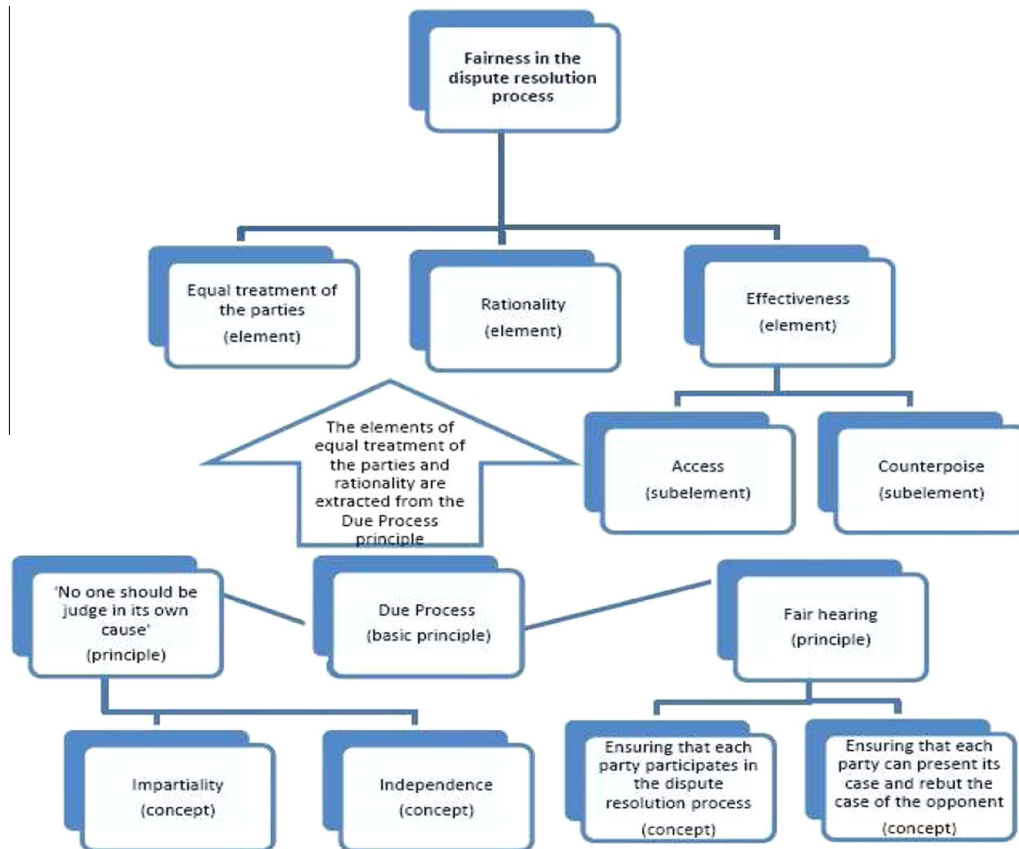 Fairness in the
dispute resolution
process
Equal treatment of
the parties
(element)
Rationality
(element)
Effectiveness
(element)
The elements of
equal treatment of
the parties and
rationality are
extracted from the
Due Process
principle
Access
(subelement)
Counterpoise
(subelement)
'No one should be
judge in its own
cause'
(principle)
Due Process
(basic principle)
Fair hearing
(principle)
Impartiality
(concept)
Independence
(concept)
Ensuring that each
party participates in
the dispute
resolution process
(concept)
Ensuring that each
party can present its
case and rebut the
case of the opponent
(concept)